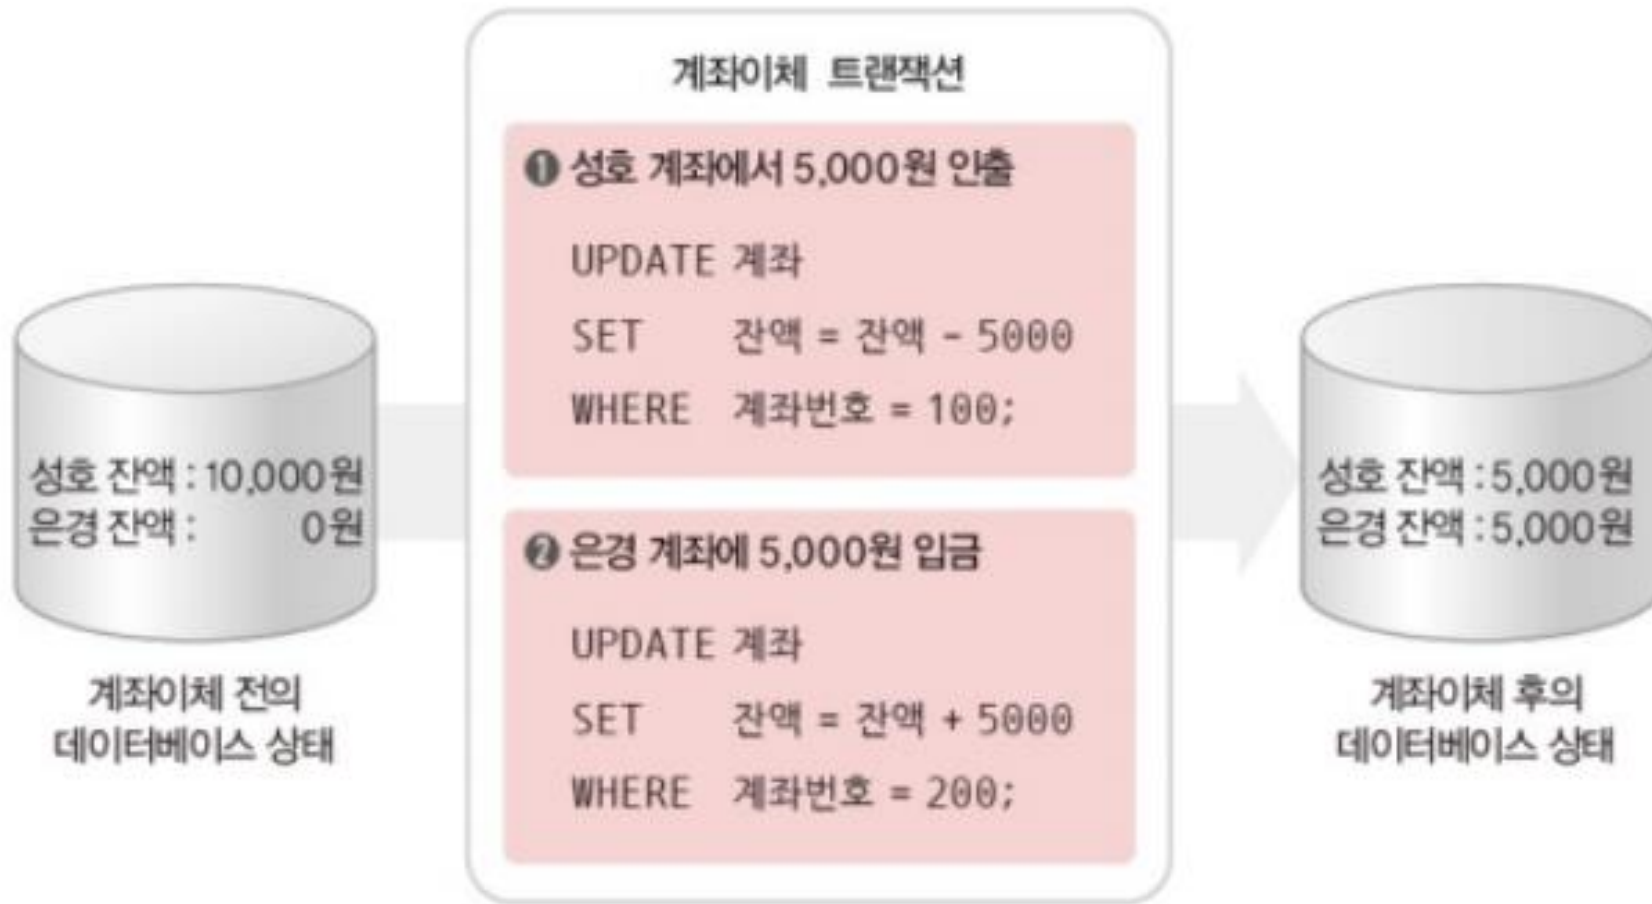 계좌이체 트랜잭션
❶ 성호 계좌에서 5,000원 인출
UPDATE 계좌
SET 잔액 = 잔액 - 5000
WHERE 계좌번호 = 100;
❷ 은경 계좌에 5,000원 입금
UPDATE 계좌
SET 잔액 = 잔액 + 5000
WHERE 계좌번호 = 200;
성호 잔액 : 10,000원
은경 잔액 : 0원
계좌이체 전의
데이터베이스 상태
성호 잔액 : 5,000원
은경 잔액 : 5,000원
계좌이체 후의
데이터베이스 상태